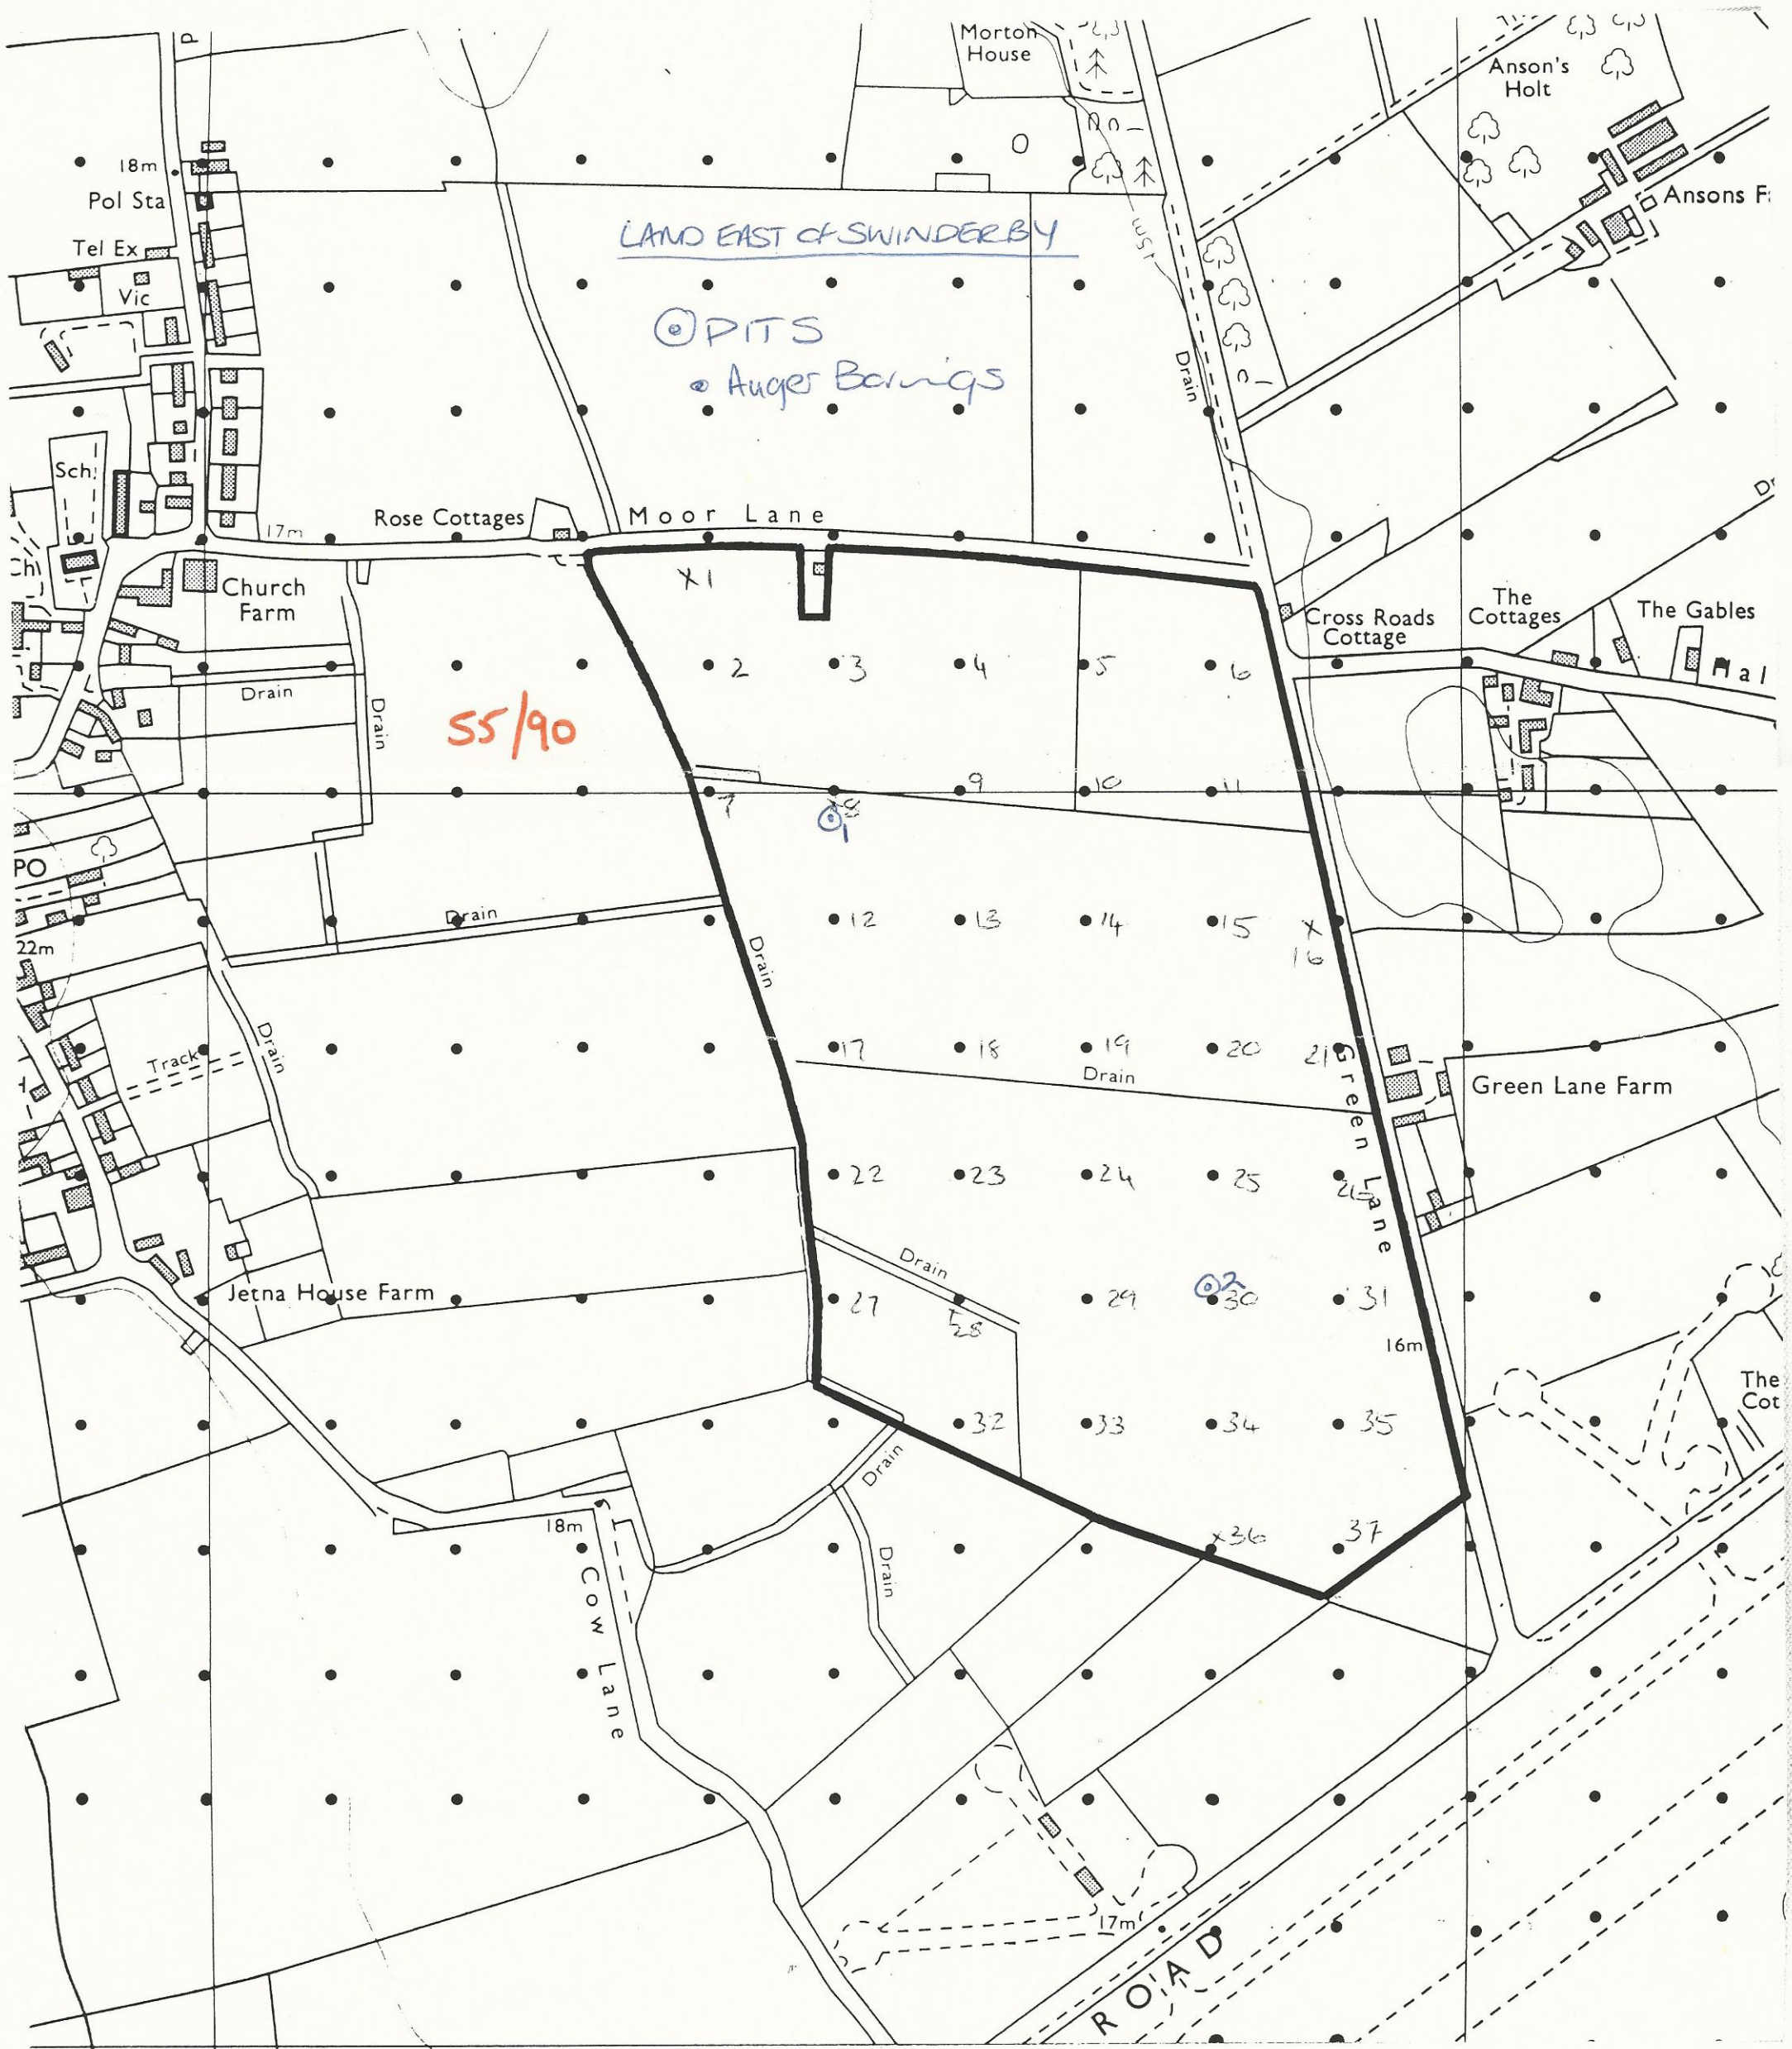 P
Morton
House
Anson's
Holt
18m
Pol Sta
Ansons F
Tel Ex
Vic
LAND EAST of SWINDERBY
15m
PITS
Auger Borings
Drain
Sch
Rose Cottages
Moor Lane
17m
Ch
Church
Farm
X1
Cross Roads
Cottage
The
Cottages
The Gables
Hal
2
3
4
5
6
Drain
Drain
55/90
7
8
9
10
11
1
PO
Drain
12
13
14
15
X
16
22m
Drain
Drain
Track
17
18
19
20
21
Drain
Green Lane
Green Lane Farm
22
23
24
25
26
Drain
Jetna House Farm
27
28
29
2
30
31
16m
The
Cot
32
33
34
35
Drain
18m
x36
37
Cow Lane
Drain
17m
ROAD